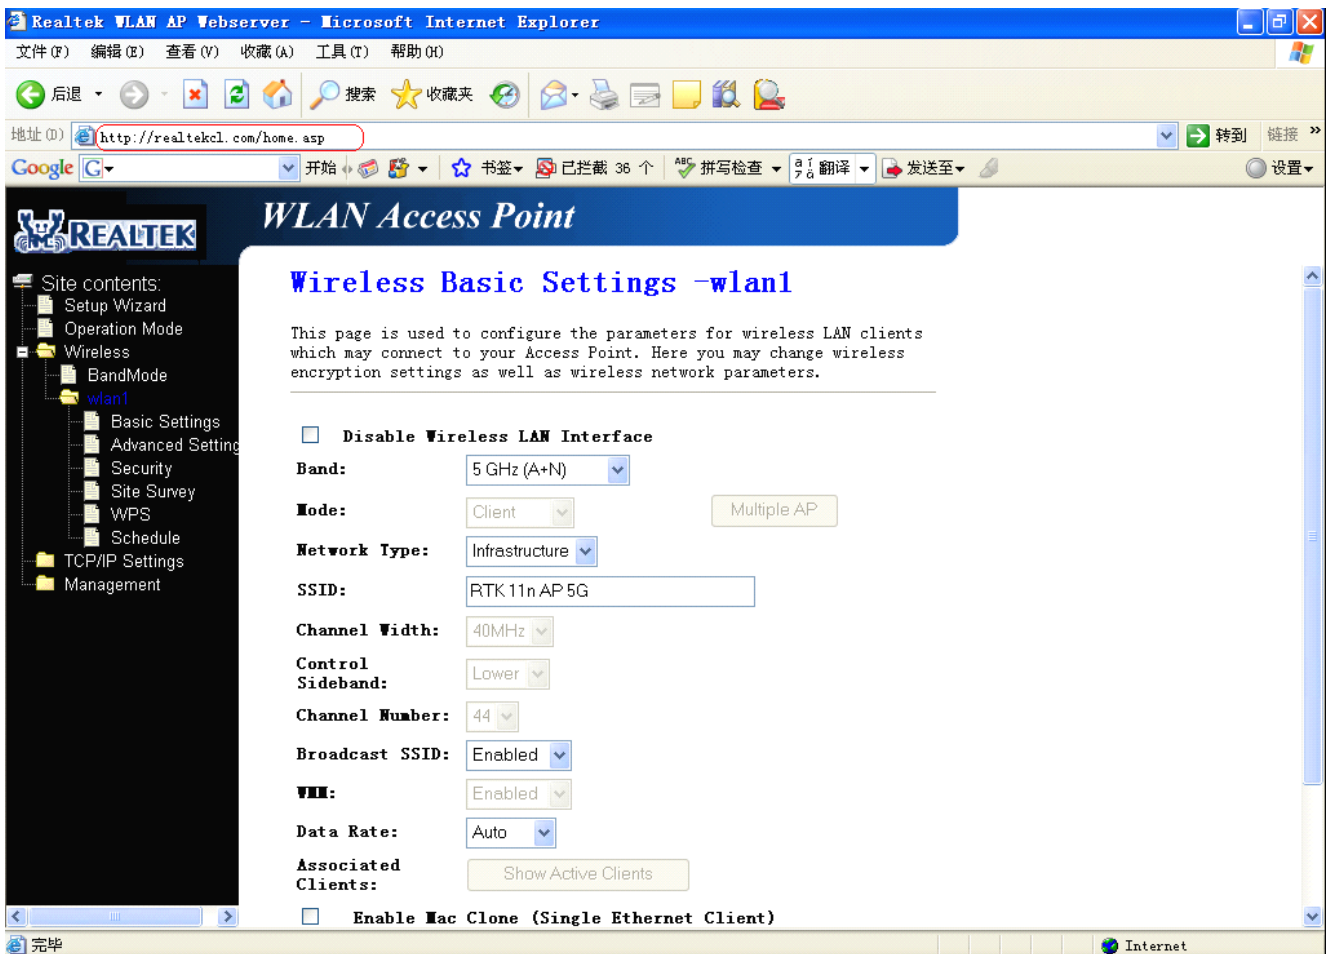 Realtek WLAN AP Webserver - Microsoft Internet Explorer
文件(F) 编辑(E) 查看(V) 收藏(A) 工具(T) 帮助(H)
后退 搜索 收藏夹
地址(D) http://realtekcl.com/home.asp 转到 链接 »
Google G 开始 书签 已拦截 36 个 ABC 拼写检查 翻译 发送至 设置
REALTEK
WLAN Access Point
Site contents:
Setup Wizard
Operation Mode
Wireless
BandMode
wlan1
Basic Settings
Advanced Setting
Security
Site Survey
WPS
Schedule
TCP/IP Settings
Management
Wireless Basic Settings -wlan1
This page is used to configure the parameters for wireless LAN clients
which may connect to your Access Point. Here you may change wireless
encryption settings as well as wireless network parameters.
Disable Wireless LAN Interface
Band: 5 GHz (A+N)
Mode: Client Multiple AP
Network Type: Infrastructure
SSID: RTK 11n AP 5G
Channel Width: 40MHz
Control
Sideband: Lower
Channel Number: 44
Broadcast SSID: Enabled
WMM: Enabled
Data Rate: Auto
Associated
Clients: Show Active Clients
Enable Mac Clone (Single Ethernet Client)
完毕 Internet